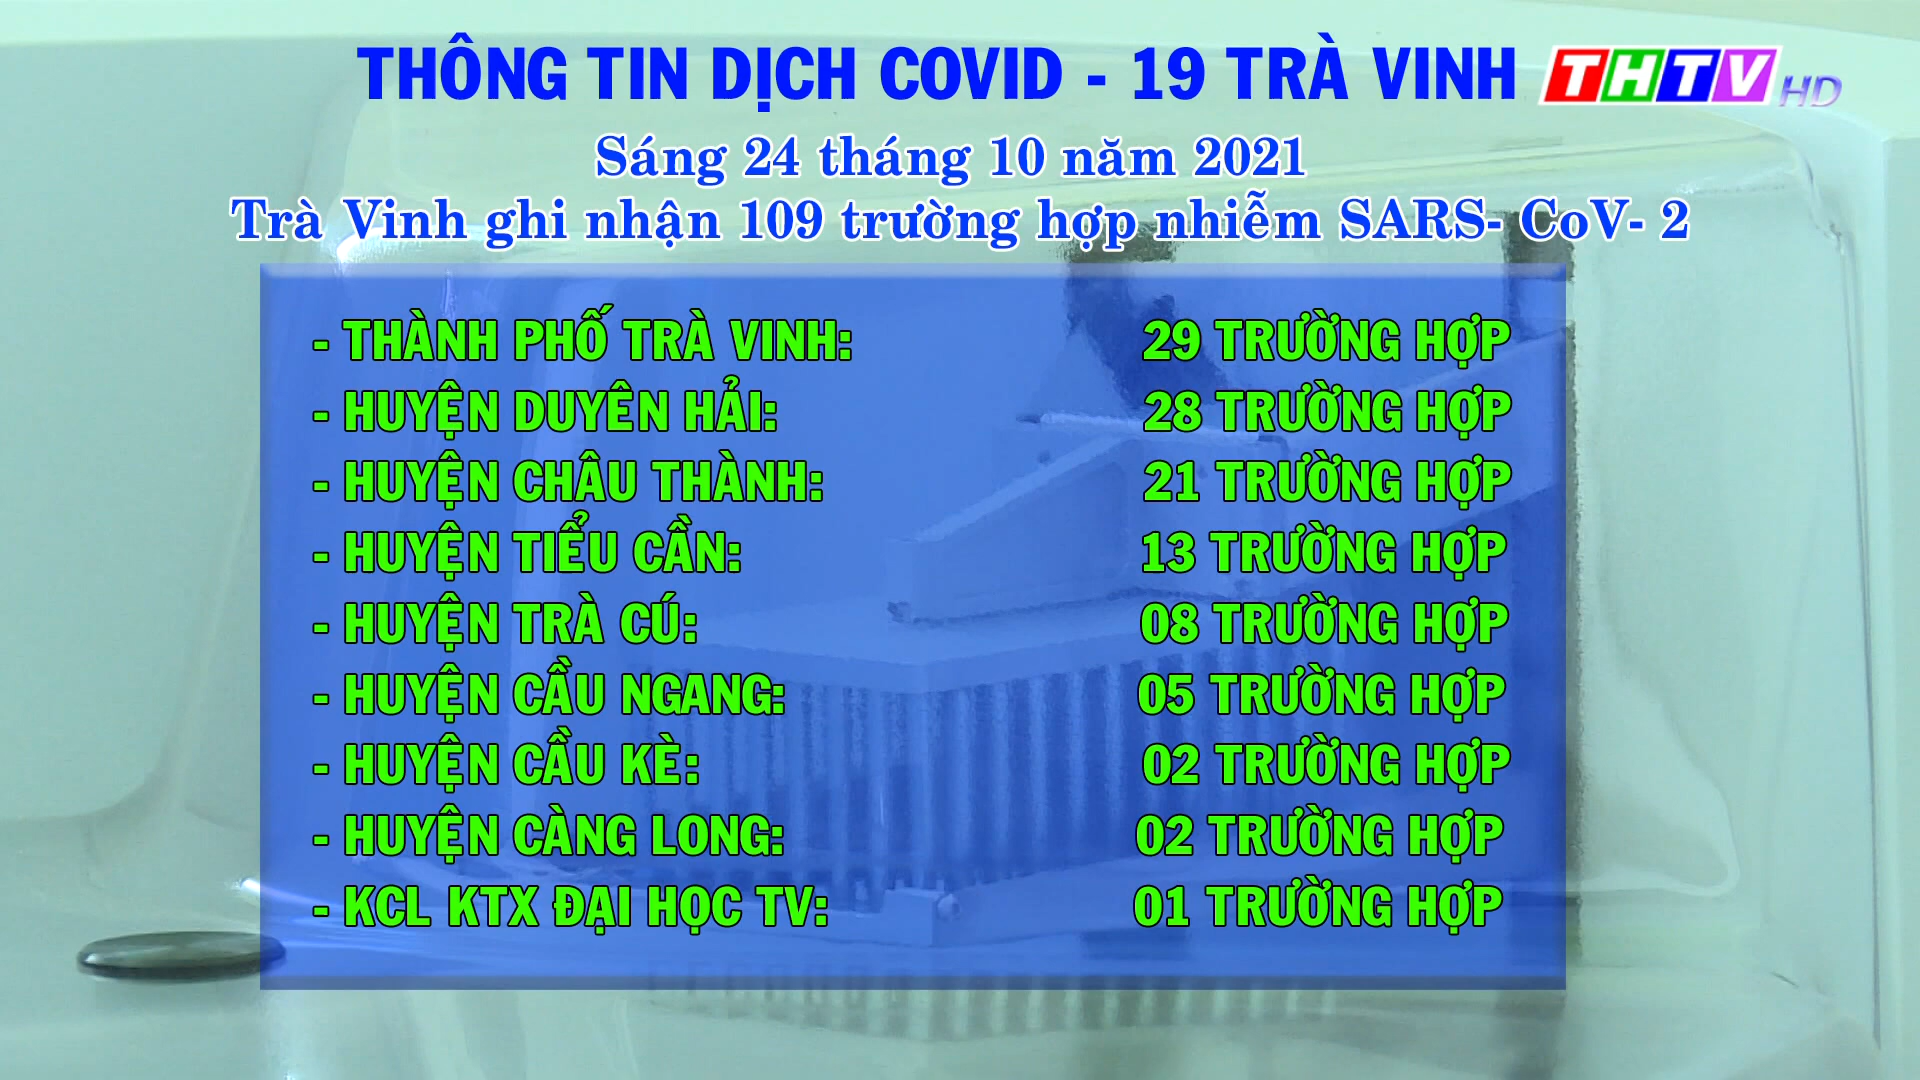 THÔNG TIN DỊCH COVID - 19 TRÀ VINH THTV HD
Sáng 24 tháng 10 năm 2021
Trà Vinh ghi nhận 109 trường hợp nhiễm SARS- CoV- 2
- THÀNH PHỐ TRÀ VINH: 29 TRƯỜNG HỢP
- HUYỆN DUYÊN HẢI: 28 TRƯỜNG HỢP
- HUYỆN CHÂU THÀNH: 21 TRƯỜNG HỢP
- HUYỆN TIỂU CẦN: 13 TRƯỜNG HỢP
- HUYỆN TRÀ CÚ: 08 TRƯỜNG HỢP
- HUYỆN CẦU NGANG: 05 TRƯỜNG HỢP
- HUYỆN CẦU KÈ: 02 TRƯỜNG HỢP
- HUYỆN CÀNG LONG: 02 TRƯỜNG HỢP
- KCL KTX ĐẠI HỌC TV: 01 TRƯỜNG HỢP